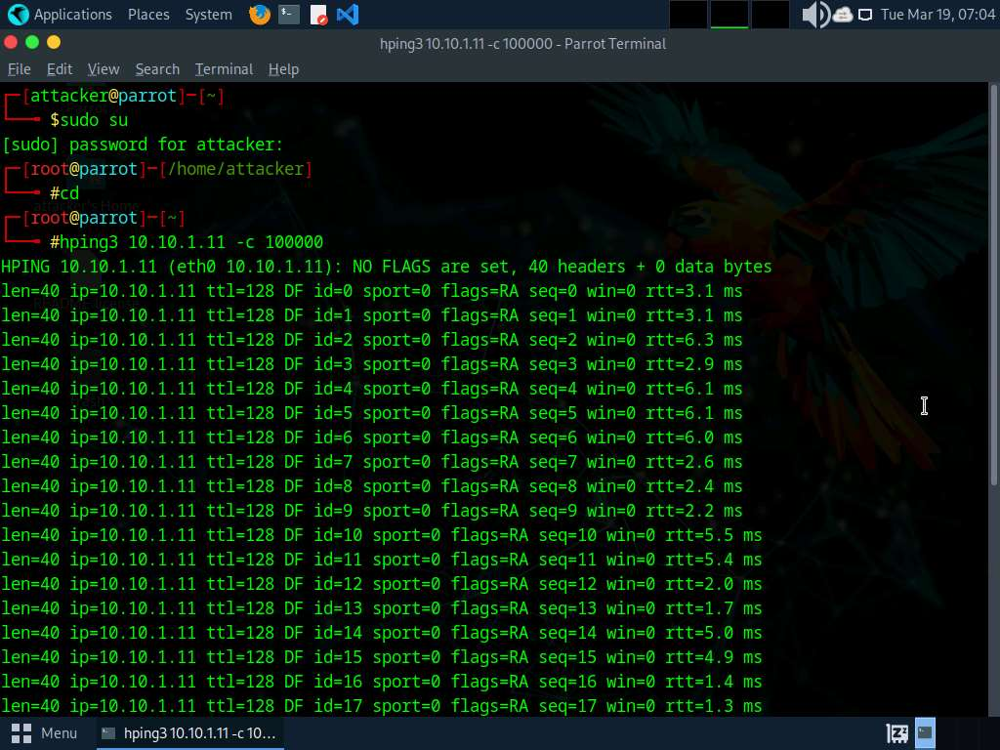 Applications Places System Tue Mar 19, 07:04
hping3 10.10.1.11 -c 100000 - Parrot Terminal
File Edit View Search Terminal Help
[attacker@parrot]─[~]
$sudo su
[sudo] password for attacker:
[root@parrot]─[/home/attacker]
#cd
[root@parrot]─[~]
#hping3 10.10.1.11 -c 100000
HPING 10.10.1.11 (eth0 10.10.1.11): NO FLAGS are set, 40 headers + 0 data bytes
len=40 ip=10.10.1.11 ttl=128 DF id=0 sport=0 flags=RA seq=0 win=0 rtt=3.1 ms
len=40 ip=10.10.1.11 ttl=128 DF id=1 sport=0 flags=RA seq=1 win=0 rtt=3.1 ms
len=40 ip=10.10.1.11 ttl=128 DF id=2 sport=0 flags=RA seq=2 win=0 rtt=6.3 ms
len=40 ip=10.10.1.11 ttl=128 DF id=3 sport=0 flags=RA seq=3 win=0 rtt=2.9 ms
len=40 ip=10.10.1.11 ttl=128 DF id=4 sport=0 flags=RA seq=4 win=0 rtt=6.1 ms
len=40 ip=10.10.1.11 ttl=128 DF id=5 sport=0 flags=RA seq=5 win=0 rtt=6.1 ms
len=40 ip=10.10.1.11 ttl=128 DF id=6 sport=0 flags=RA seq=6 win=0 rtt=6.0 ms
len=40 ip=10.10.1.11 ttl=128 DF id=7 sport=0 flags=RA seq=7 win=0 rtt=2.6 ms
len=40 ip=10.10.1.11 ttl=128 DF id=8 sport=0 flags=RA seq=8 win=0 rtt=2.4 ms
len=40 ip=10.10.1.11 ttl=128 DF id=9 sport=0 flags=RA seq=9 win=0 rtt=2.2 ms
len=40 ip=10.10.1.11 ttl=128 DF id=10 sport=0 flags=RA seq=10 win=0 rtt=5.5 ms
len=40 ip=10.10.1.11 ttl=128 DF id=11 sport=0 flags=RA seq=11 win=0 rtt=5.4 ms
len=40 ip=10.10.1.11 ttl=128 DF id=12 sport=0 flags=RA seq=12 win=0 rtt=2.0 ms
len=40 ip=10.10.1.11 ttl=128 DF id=13 sport=0 flags=RA seq=13 win=0 rtt=1.7 ms
len=40 ip=10.10.1.11 ttl=128 DF id=14 sport=0 flags=RA seq=14 win=0 rtt=5.0 ms
len=40 ip=10.10.1.11 ttl=128 DF id=15 sport=0 flags=RA seq=15 win=0 rtt=4.9 ms
len=40 ip=10.10.1.11 ttl=128 DF id=16 sport=0 flags=RA seq=16 win=0 rtt=1.4 ms
len=40 ip=10.10.1.11 ttl=128 DF id=17 sport=0 flags=RA seq=17 win=0 rtt=1.3 ms
Menu hping3 10.10.1.11 -c 10...